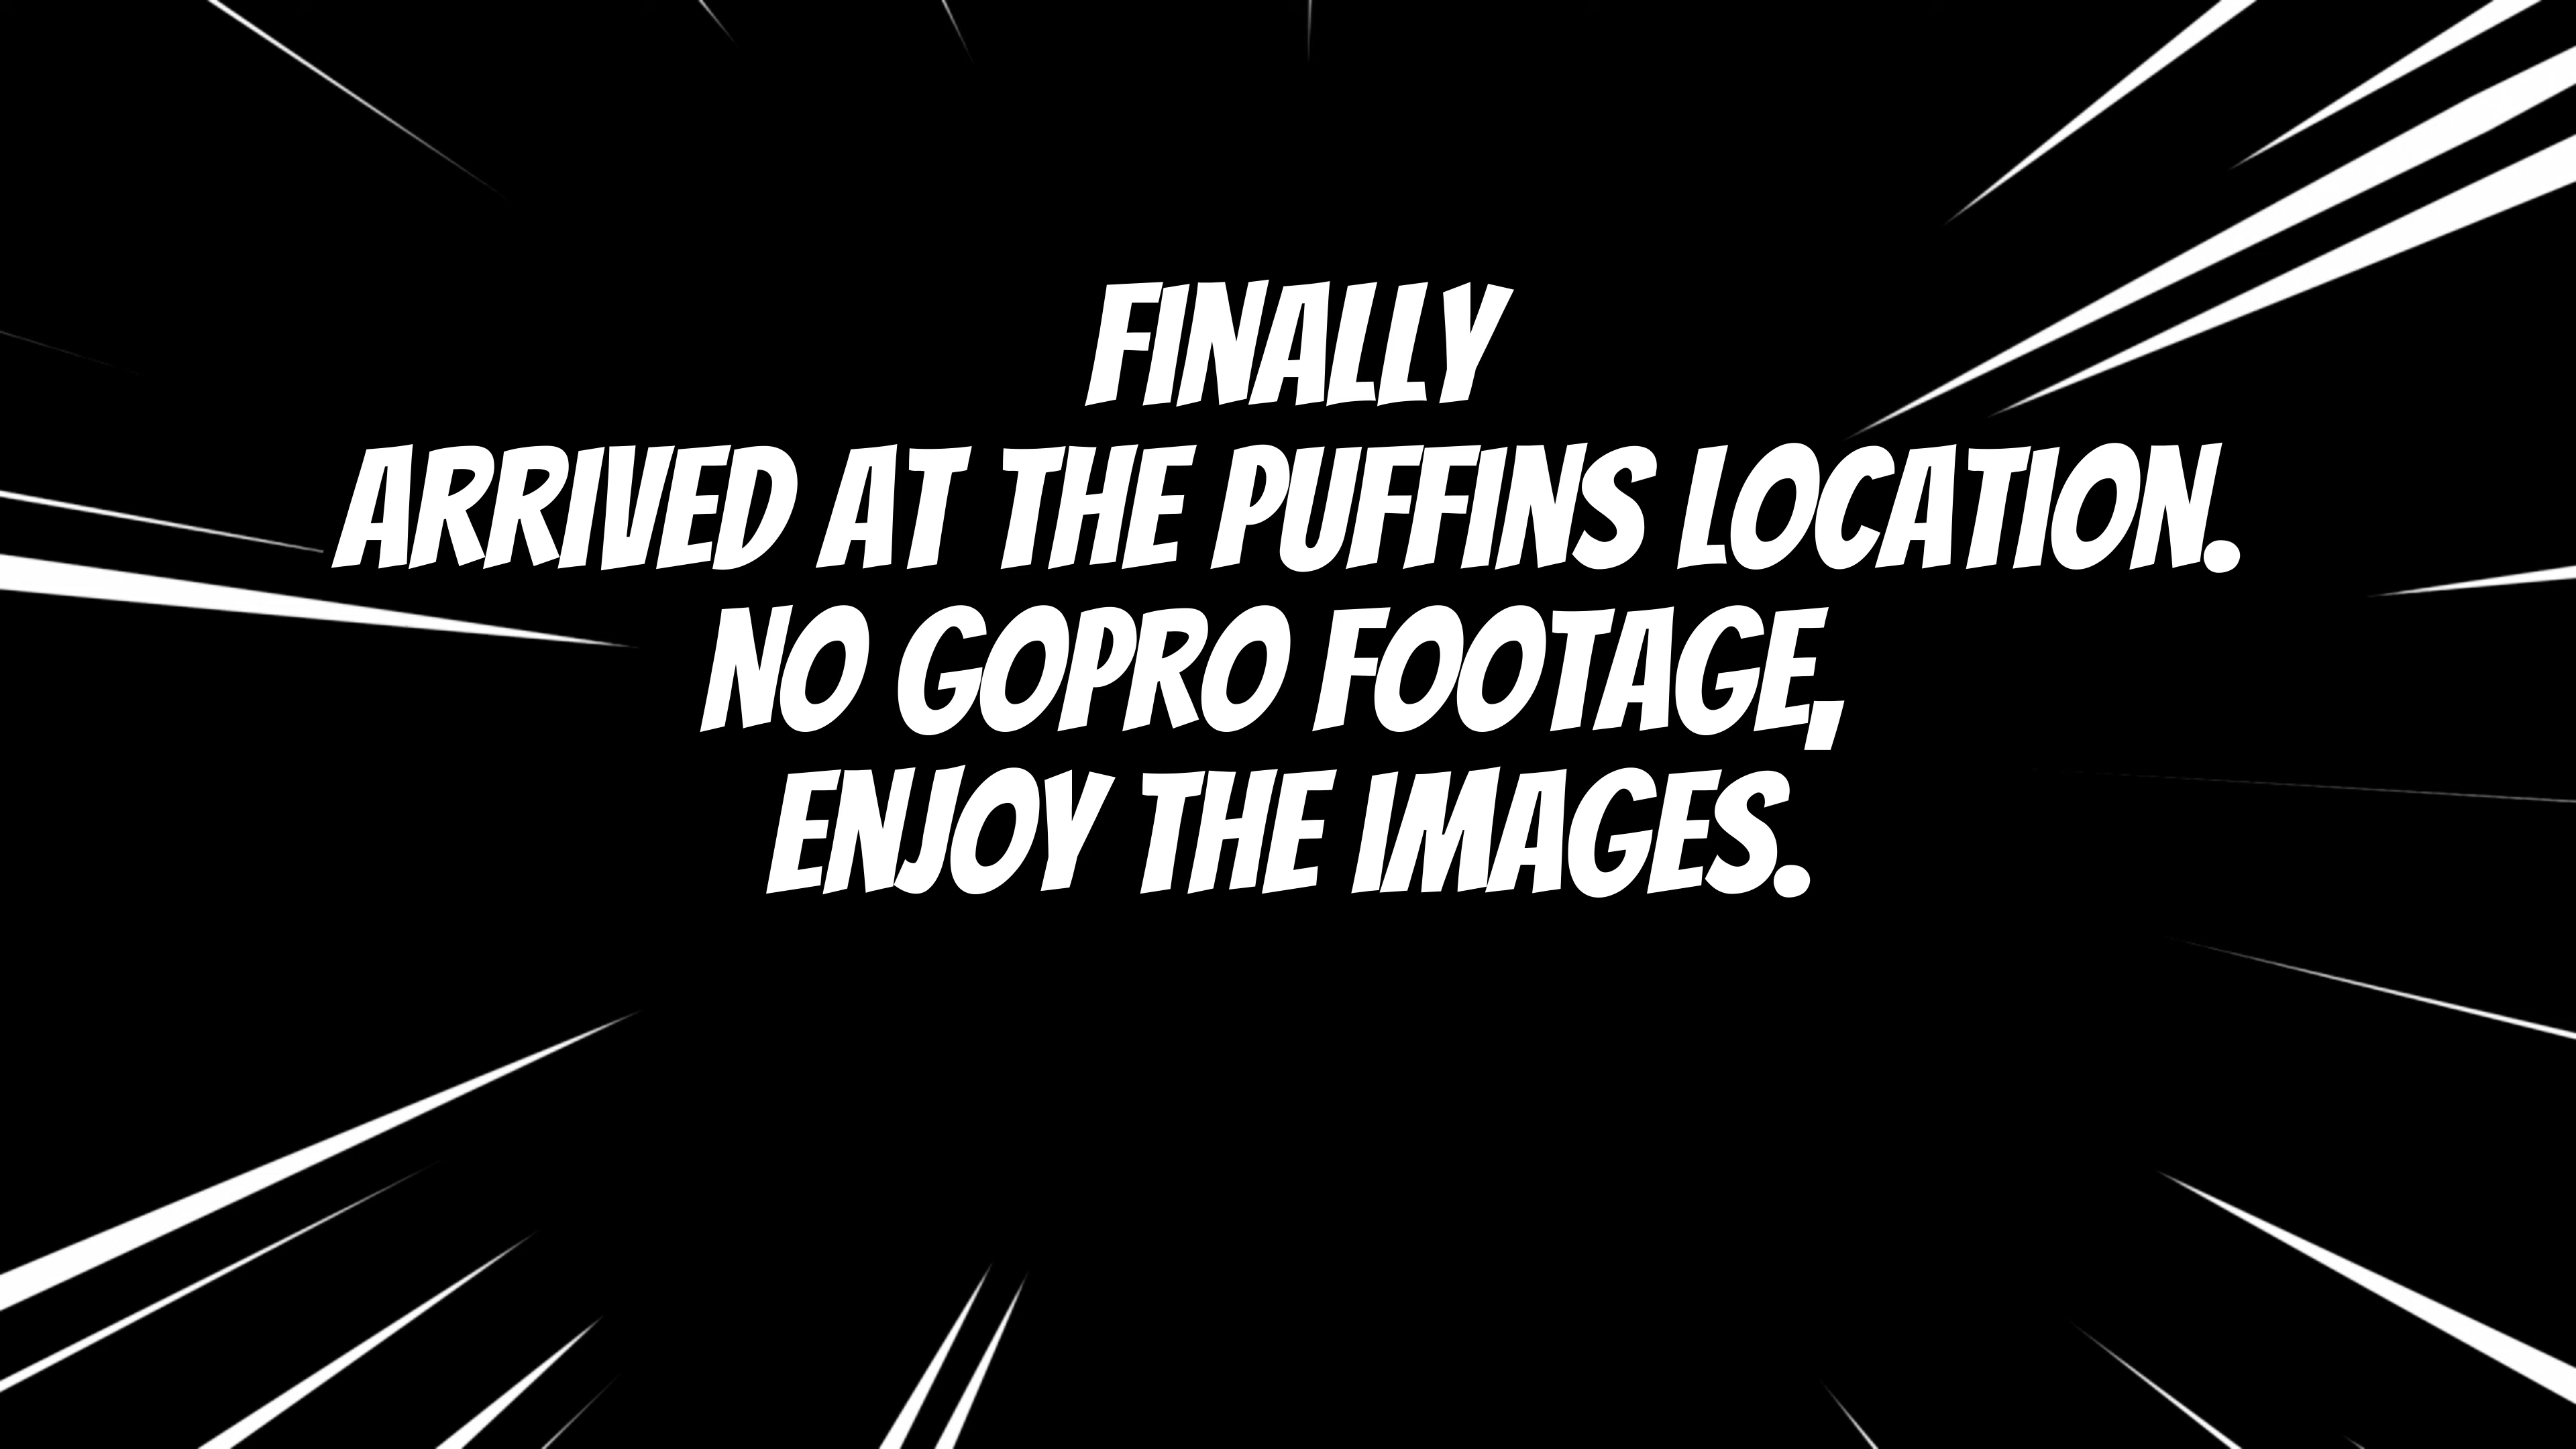 FINALLY
ARRIVED AT THE PUFFINS LOCATION.
NO GOPRO FOOTAGE,
ENJOY THE IMAGES.